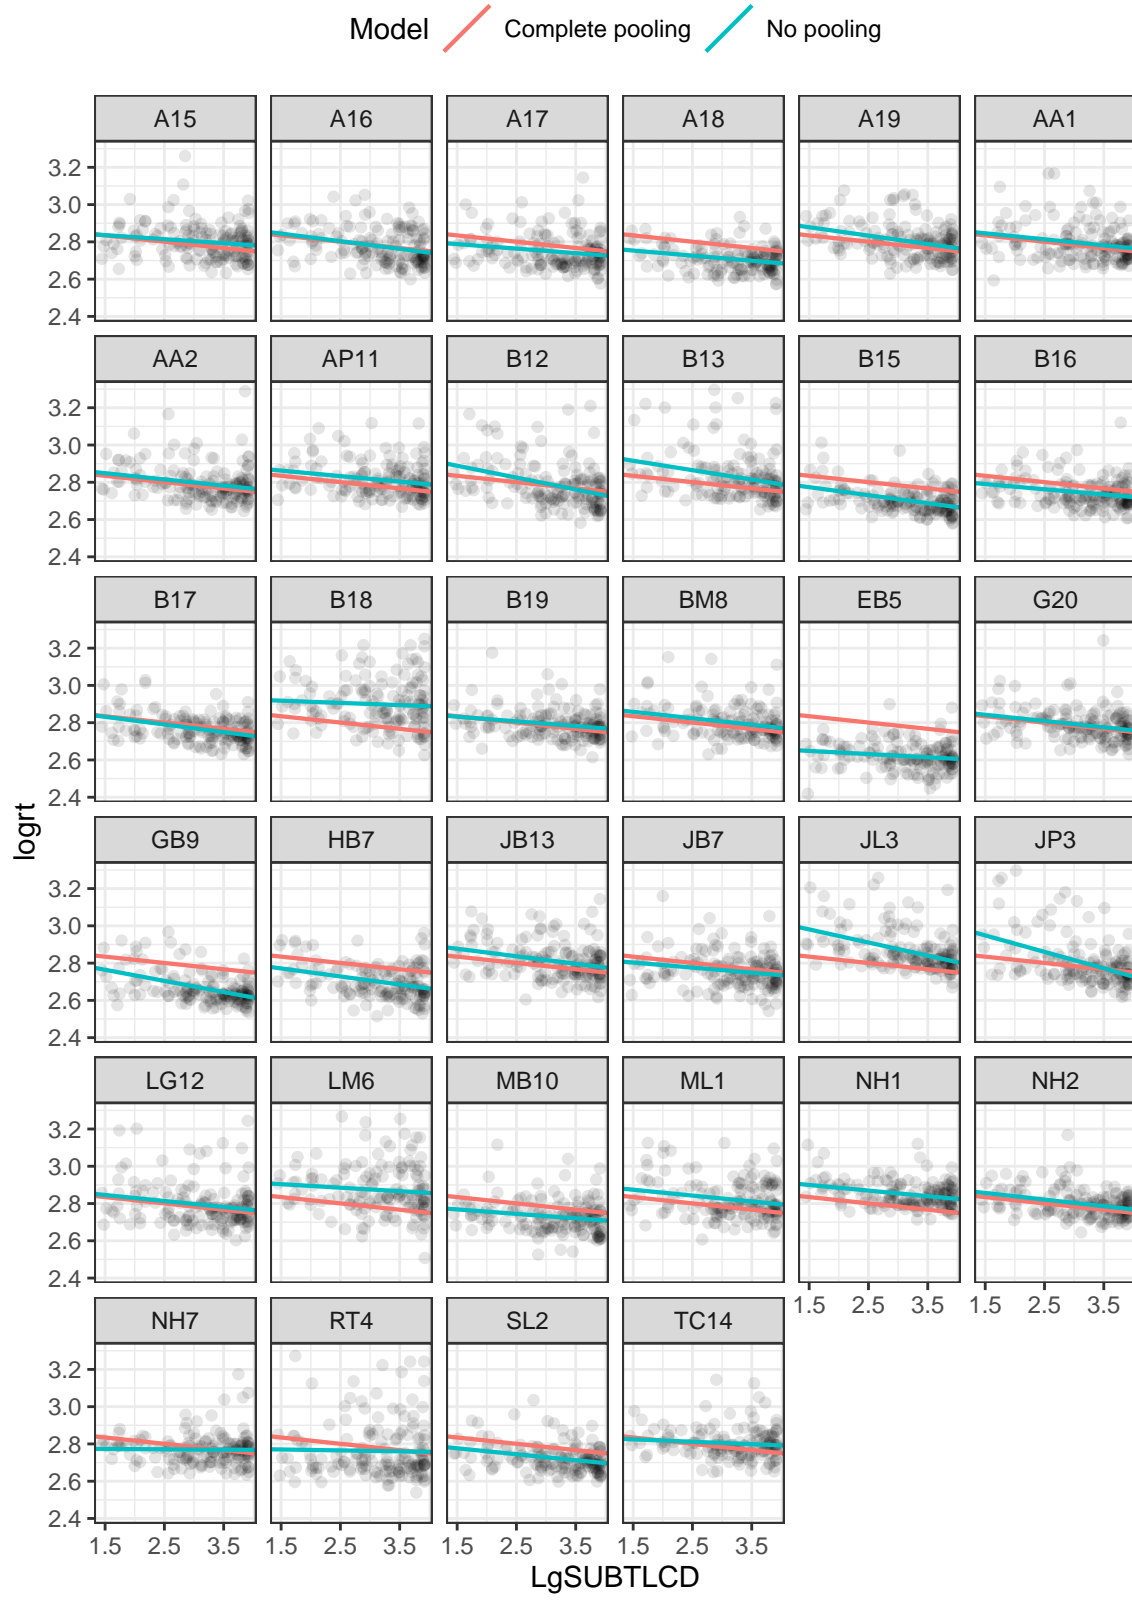 Model Complete pooling No pooling
A15 A16 A17 A18 A19 AA1
3.2
3.0
2.8
2.6
2.4
AA2 AP11 B12 B13 B15 B16
3.2
3.0
2.8
2.6
2.4
B17 B18 B19 BM8 EB5 G20
3.2
3.0
2.8
2.6
2.4
logrt
GB9 HB7 JB13 JB7 JL3 JP3
3.2
3.0
2.8
2.6
2.4
LG12 LM6 MB10 ML1 NH1 NH2
3.2
3.0
2.8
2.6
2.4
1.5 2.5 3.5 1.5 2.5 3.5
NH7 RT4 SL2 TC14
3.2
3.0
2.8
2.6
2.4
1.5 2.5 3.5 1.5 2.5 3.5 1.5 2.5 3.5 1.5 2.5 3.5
LgSUBTLCD